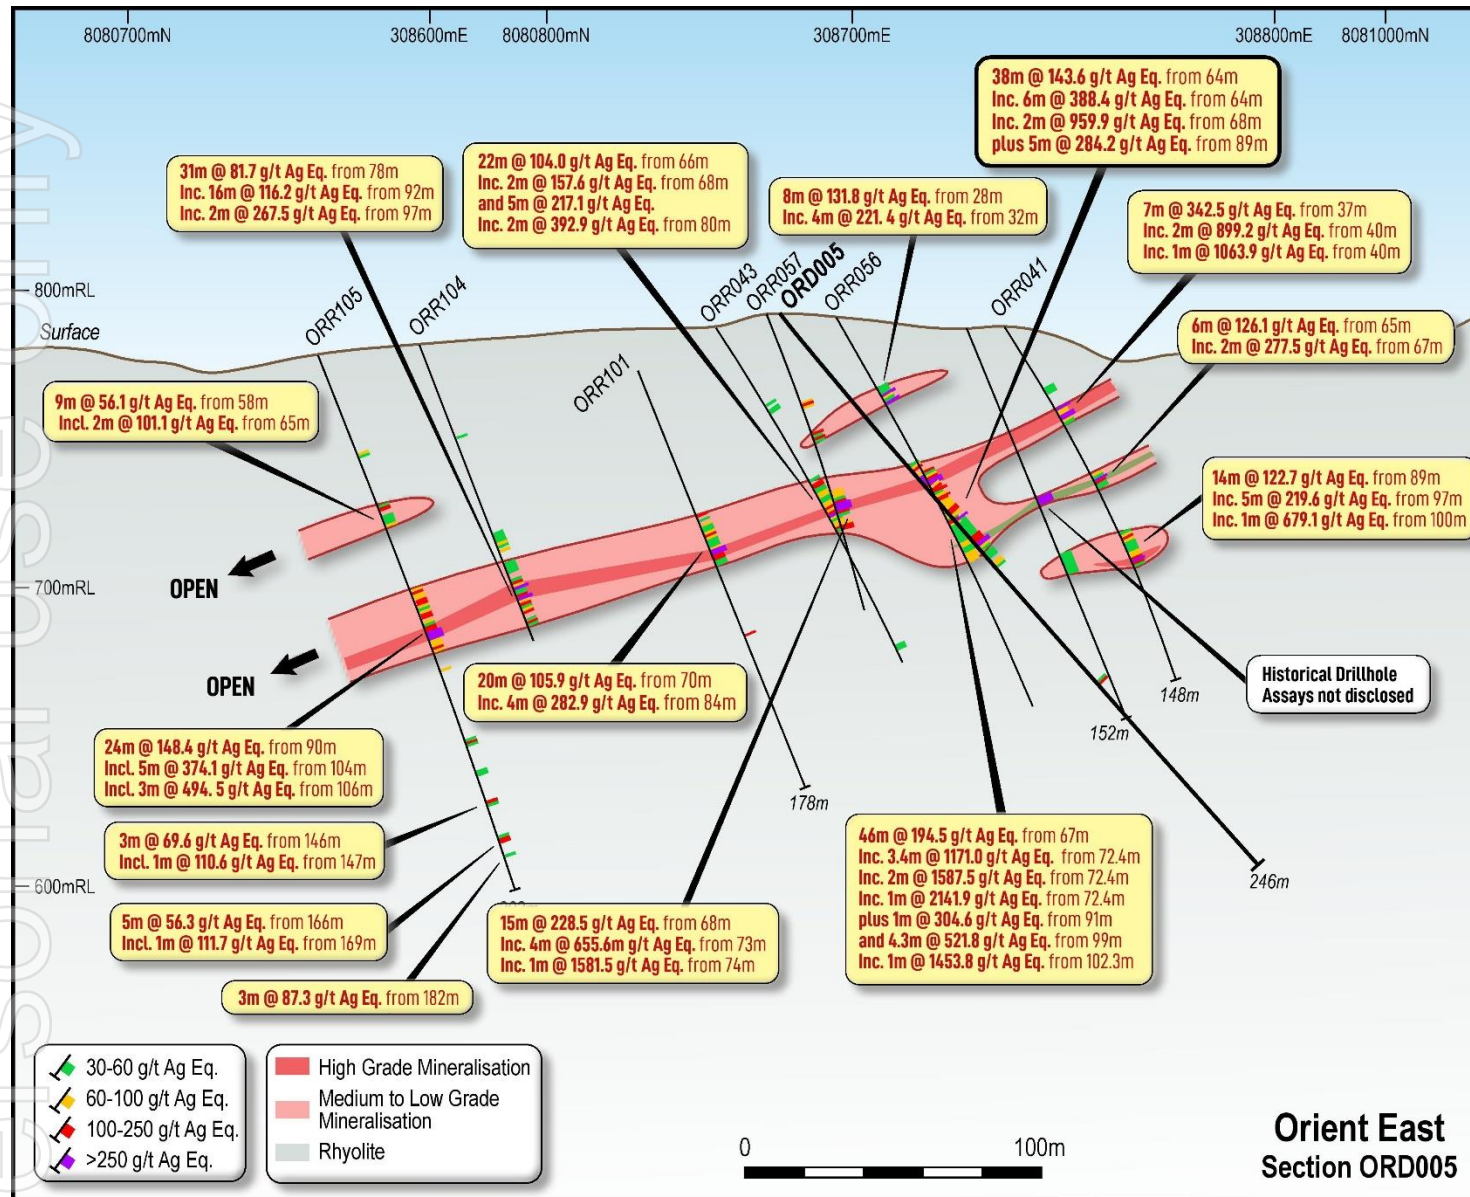 8080700mN
308600mE
8080800mN
308700mE
308800mE
8081000mN
38m @ 143.6 g/t Ag Eq. from 64m
Inc. 6m @ 388.4 g/t Ag Eq. from 64m
Inc. 2m @ 959.9 g/t Ag Eq. from 68m
plus 5m @ 284.2 g/t Ag Eq. from 89m
31m @ 81.7 g/t Ag Eq. from 78m
Inc. 16m @ 116.2 g/t Ag Eq. from 92m
Inc. 2m @ 267.5 g/t Ag Eq. from 97m
22m @ 104.0 g/t Ag Eq. from 66m
Inc. 2m @ 157.6 g/t Ag Eq. from 68m
and 5m @ 217.1 g/t Ag Eq.
Inc. 2m @ 392.9 g/t Ag Eq. from 80m
8m @ 131.8 g/t Ag Eq. from 28m
Inc. 4m @ 221.4 g/t Ag Eq. from 32m
7m @ 342.5 g/t Ag Eq. from 37m
Inc. 2m @ 899.2 g/t Ag Eq. from 40m
Inc. 1m @ 1063.9 g/t Ag Eq. from 40m
800mRL
Surface
ORR105
ORR104
ORR101
ORR043
ORR057
ORD005
ORR056
ORR041
6m @ 126.1 g/t Ag Eq. from 65m
Inc. 2m @ 277.5 g/t Ag Eq. from 67m
9m @ 56.1 g/t Ag Eq. from 58m
Incl. 2m @ 101.1 g/t Ag Eq. from 65m
14m @ 122.7 g/t Ag Eq. from 89m
Inc. 5m @ 219.6 g/t Ag Eq. from 97m
Inc. 1m @ 679.1 g/t Ag Eq. from 100m
700mRL
OPEN
OPEN
20m @ 105.9 g/t Ag Eq. from 70m
Inc. 4m @ 282.9 g/t Ag Eq. from 84m
Historical Drillhole
Assays not disclosed
148m
152m
178m
246m
24m @ 148.4 g/t Ag Eq. from 90m
Incl. 5m @ 374.1 g/t Ag Eq. from 104m
Incl. 3m @ 494.5 g/t Ag Eq. from 106m
3m @ 69.6 g/t Ag Eq. from 146m
Incl. 1m @ 110.6 g/t Ag Eq. from 147m
600mRL
5m @ 56.3 g/t Ag Eq. from 166m
Incl. 1m @ 111.7 g/t Ag Eq. from 169m
3m @ 87.3 g/t Ag Eq. from 182m
15m @ 228.5 g/t Ag Eq. from 68m
Inc. 4m @ 655.6m g/t Ag Eq. from 73m
Inc. 1m @ 1581.5 g/t Ag Eq. from 74m
46m @ 194.5 g/t Ag Eq. from 67m
Inc. 3.4m @ 1171.0 g/t Ag Eq. from 72.4m
Inc. 2m @ 1587.5 g/t Ag Eq. from 72.4m
Inc. 1m @ 2141.9 g/t Ag Eq. from 72.4m
plus 1m @ 304.6 g/t Ag Eq. from 91m
and 4.3m @ 521.8 g/t Ag Eq. from 99m
Inc. 1m @ 1453.8 g/t Ag Eq. from 102.3m
30-60 g/t Ag Eq.
60-100 g/t Ag Eq.
100-250 g/t Ag Eq.
>250 g/t Ag Eq.
High Grade Mineralisation
Medium to Low Grade
Mineralisation
Rhyolite
0
100m
Orient East
Section ORD005